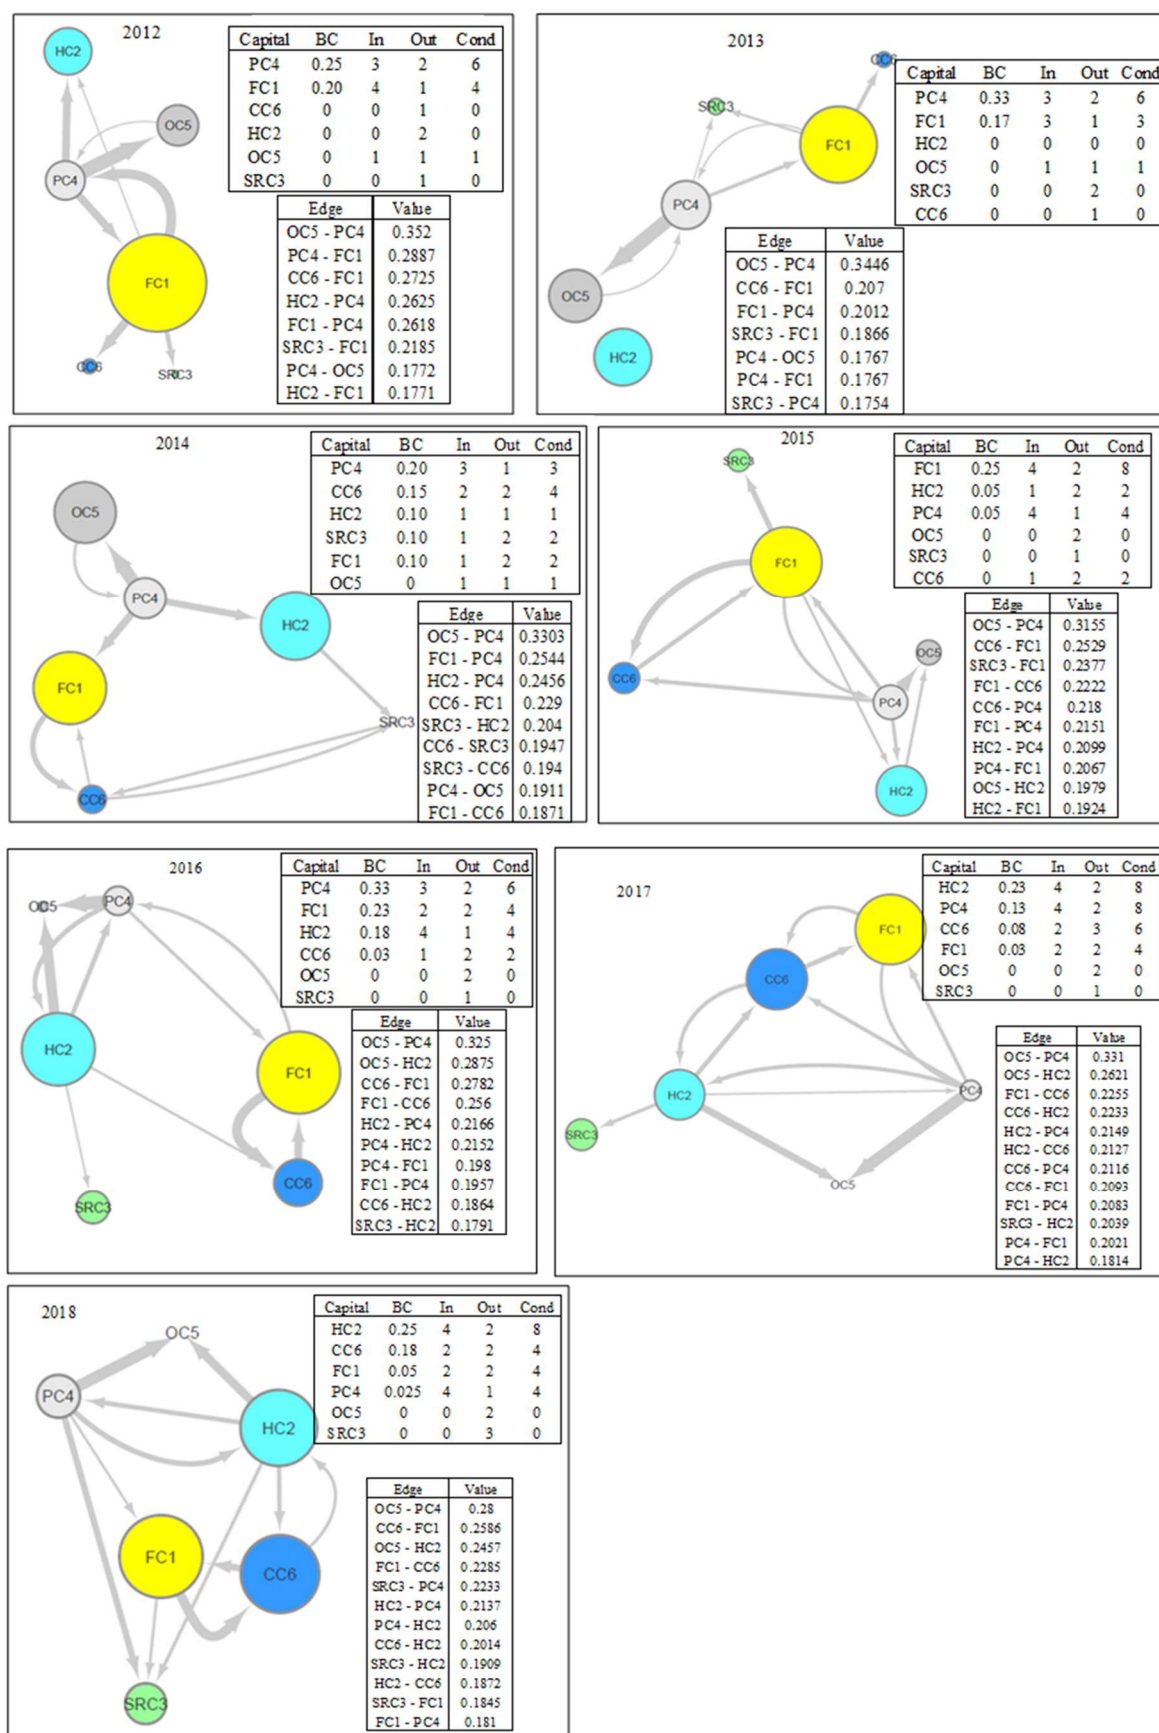 2012
HC2
OC5
PC4
FC1
CC6
SRC3
Capital BC In Out Cond
PC4 0.25 3 2 6
FC1 0.20 4 1 4
CC6 0 0 1 0
HC2 0 0 2 0
OC5 0 1 1 1
SRC3 0 0 1 0
Edge Value
OC5 - PC4 0.352
PC4 - FC1 0.2887
CC6 - FC1 0.2725
HC2 - PC4 0.2625
FC1 - PC4 0.2618
SRC3 - FC1 0.2185
PC4 - OC5 0.1772
HC2 - FC1 0.1771
2013
CC6
SRC3
FC1
PC4
OC5
HC2
Capital BC In Out Cond
PC4 0.33 3 2 6
FC1 0.17 3 1 3
HC2 0 0 0 0
OC5 0 1 1 1
SRC3 0 0 2 0
CC6 0 0 1 0
Edge Value
OC5 - PC4 0.3446
CC6 - FC1 0.207
FC1 - PC4 0.2012
SRC3 - FC1 0.1866
PC4 - OC5 0.1767
PC4 - FC1 0.1767
SRC3 - PC4 0.1754
2014
OC5
PC4
HC2
FC1
SRC3
CC6
Capital BC In Out Cond
PC4 0.20 3 1 3
CC6 0.15 2 2 4
HC2 0.10 1 1 1
SRC3 0.10 1 2 2
FC1 0.10 1 2 2
OC5 0 1 1 1
Edge Value
OC5 - PC4 0.3303
FC1 - PC4 0.2544
HC2 - PC4 0.2456
CC6 - FC1 0.229
SRC3 - HC2 0.204
CC6 - SRC3 0.1947
SRC3 - CC6 0.194
PC4 - OC5 0.1911
FC1 - CC6 0.1871
2015
SRC3
FC1
OC5
CC6
PC4
HC2
Capital BC In Out Cond
FC1 0.25 4 2 8
HC2 0.05 1 2 2
PC4 0.05 4 1 4
OC5 0 0 2 0
SRC3 0 0 1 0
CC6 0 1 2 2
Edge Value
OC5 - PC4 0.3155
CC6 - FC1 0.2529
SRC3 - FC1 0.2377
FC1 - CC6 0.2222
CC6 - PC4 0.218
FC1 - PC4 0.2151
HC2 - PC4 0.2099
PC4 - FC1 0.2067
OC5 - HC2 0.1979
HC2 - FC1 0.1924
2016
OC5
PC4
HC2
FC1
CC6
SRC3
Capital BC In Out Cond
PC4 0.33 3 2 6
FC1 0.23 2 2 4
HC2 0.18 4 1 4
CC6 0.03 1 2 2
OC5 0 0 2 0
SRC3 0 0 1 0
Edge Value
OC5 - PC4 0.325
OC5 - HC2 0.2875
CC6 - FC1 0.2782
FC1 - CC6 0.256
HC2 - PC4 0.2166
PC4 - HC2 0.2152
PC4 - FC1 0.198
FC1 - PC4 0.1957
CC6 - HC2 0.1864
SRC3 - HC2 0.1791
2017
FC1
CC6
PC4
HC2
SRC3
OC5
Capital BC In Out Cond
HC2 0.23 4 2 8
PC4 0.13 4 2 8
CC6 0.08 2 3 6
FC1 0.03 2 2 4
OC5 0 0 2 0
SRC3 0 0 1 0
Edge Value
OC5 - PC4 0.331
OC5 - HC2 0.2621
FC1 - CC6 0.2255
CC6 - HC2 0.2233
HC2 - PC4 0.2149
HC2 - CC6 0.2127
CC6 - PC4 0.2116
CC6 - FC1 0.2093
FC1 - PC4 0.2083
SRC3 - HC2 0.2039
PC4 - FC1 0.2021
PC4 - HC2 0.1814
2018
OC5
PC4
HC2
FC1
CC6
SRC3
Capital BC In Out Cond
HC2 0.25 4 2 8
CC6 0.18 2 2 4
FC1 0.05 2 2 4
PC4 0.025 4 1 4
OC5 0 0 2 0
SRC3 0 0 3 0
Edge Value
OC5 - PC4 0.28
CC6 - FC1 0.2586
OC5 - HC2 0.2457
FC1 - CC6 0.2285
SRC3 - PC4 0.2233
HC2 - PC4 0.2137
PC4 - HC2 0.206
CC6 - HC2 0.2014
SRC3 - HC2 0.1909
HC2 - CC6 0.1872
SRC3 - FC1 0.1845
FC1 - PC4 0.181